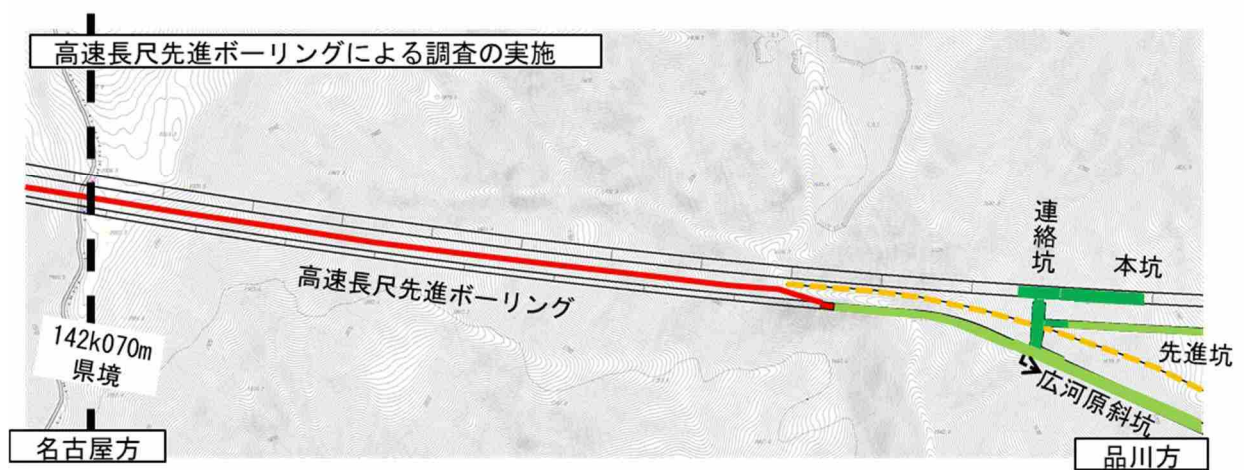 高速長尺先進ボーリングによる調査の実施
連絡坑
本坑
高速長尺先進ボーリング
142k070m
県境
先進坑
広河原斜坑
名古屋方
品川方